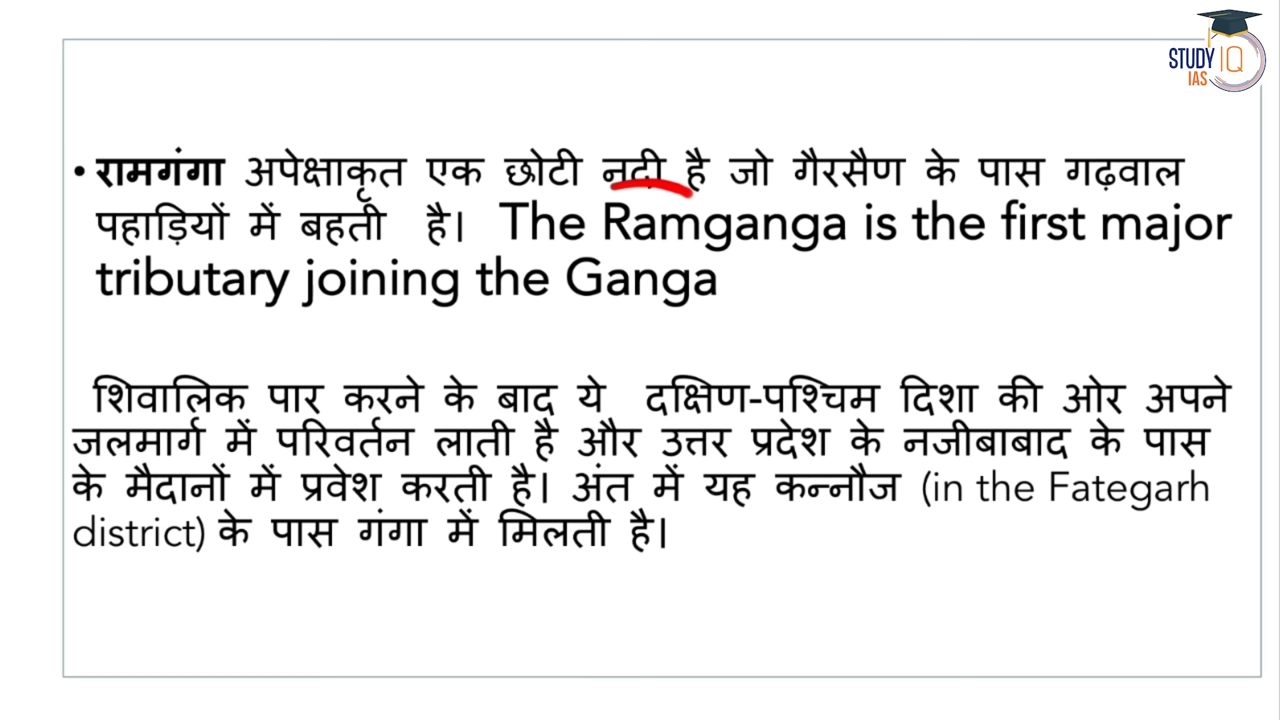 STUDY IQ
IAS
• रामगंगा अपेक्षाकृत एक छोटी नदी है जो गैरसैण के पास गढ़वाल
पहाड़ियों में बहती है। The Ramganga is the first major
tributary joining the Ganga
शिवालिक पार करने के बाद ये दक्षिण-पश्चिम दिशा की ओर अपने
जलमार्ग में परिवर्तन लाती है और उत्तर प्रदेश के नजीबाबाद के पास
के मैदानों में प्रवेश करती है। अंत में यह कन्नौज (in the Fategarh
district) के पास गंगा में मिलती है।